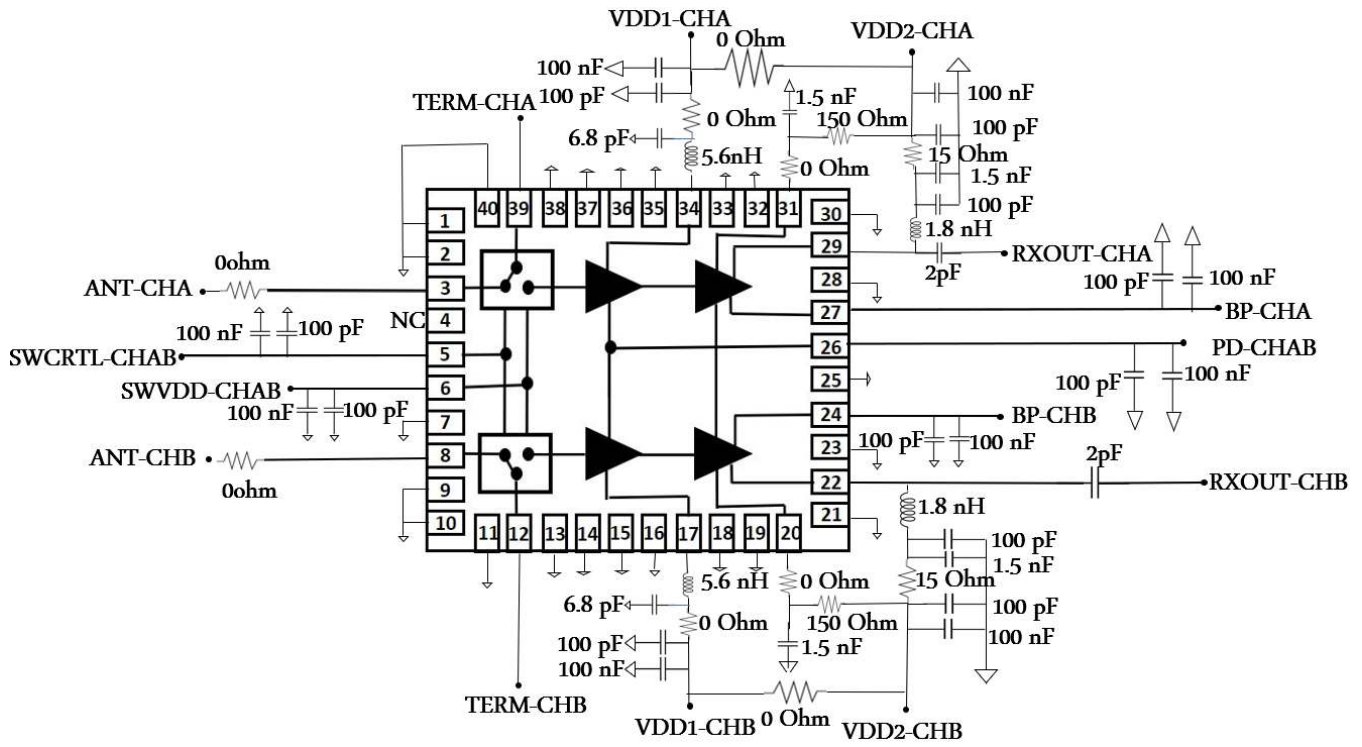 VDD1-CHA
0 Ohm
VDD2-CHA
100 nF
100 pF
1.5 nF
100 nF
TERM-CHA
0 Ohm
150 Ohm
100 pF
6.8 pF
5.6nH
0 Ohm
15 Ohm
1.5 nF
100 pF
40 39 38 37 36 35 34 33 32 31
1
30
1.8 nH
2
29
RXOUT-CHA
2pF
0ohm
ANT-CHA
3
28
100 pF
100 nF
NC
4
27
BP-CHA
100 nF
100 pF
SWCRTL-CHAB
5
26
PD-CHAB
SWVDD-CHAB
6
25
100 pF
100 nF
100 nF
100 pF
7
24
BP-CHB
ANT-CHB
8
23
100 pF
100 nF
2pF
0ohm
9
22
RXOUT-CHB
10
21
1.8 nH
11 12 13 14 15 16 17 18 19 20
100 pF
5.6 nH
0 Ohm
15 Ohm
1.5 nF
6.8 pF
0 Ohm
150 Ohm
100 pF
100 pF
1.5 nF
100 nF
100 nF
TERM-CHB
VDD1-CHB
0 Ohm
VDD2-CHB